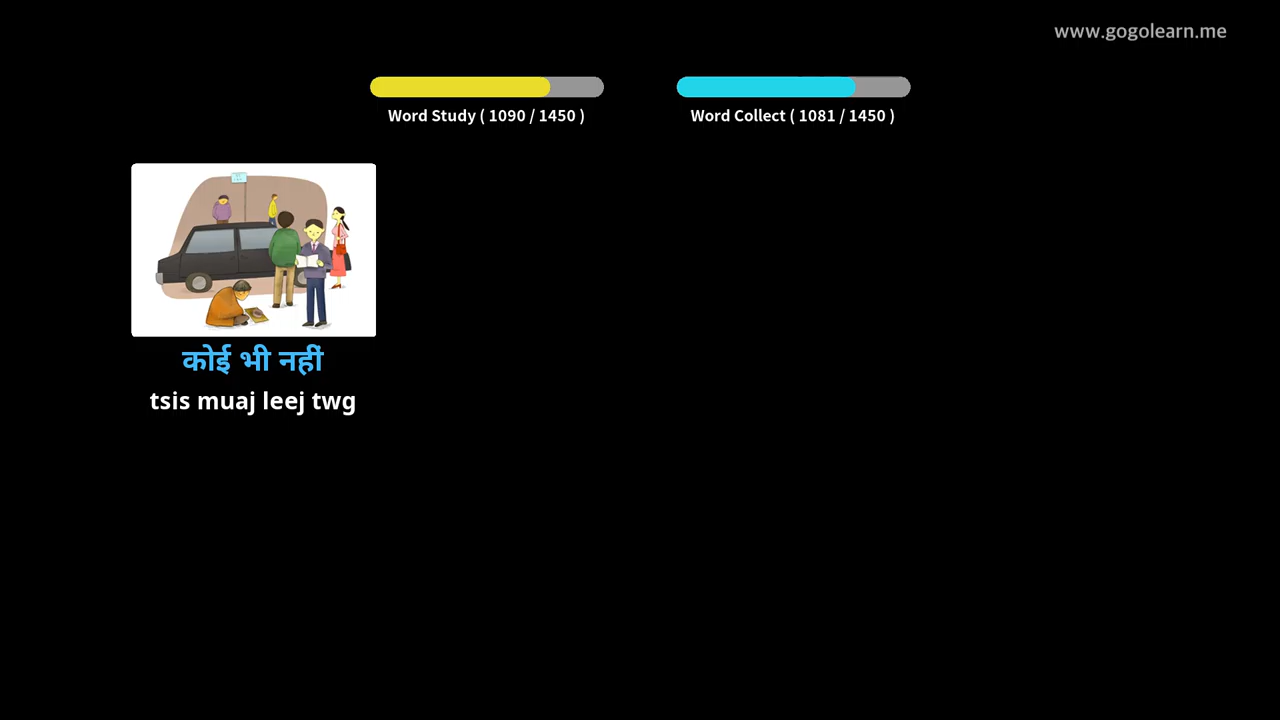 www.gogolearn.me
Word Study ( 1090 / 1450 )
Word Collect ( 1081 / 1450 )
कोई भी नहीं
tsis muaj leej twg